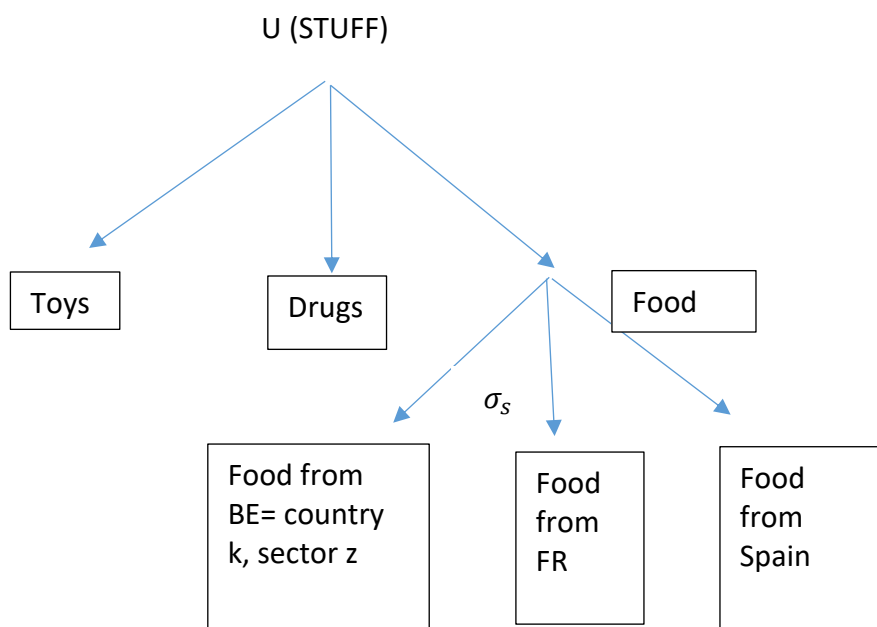 U (STUFF)
Toys
Drugs
Food
σₛ
Food from
BE= country
k, sector z
Food
from
FR
Food
from
Spain